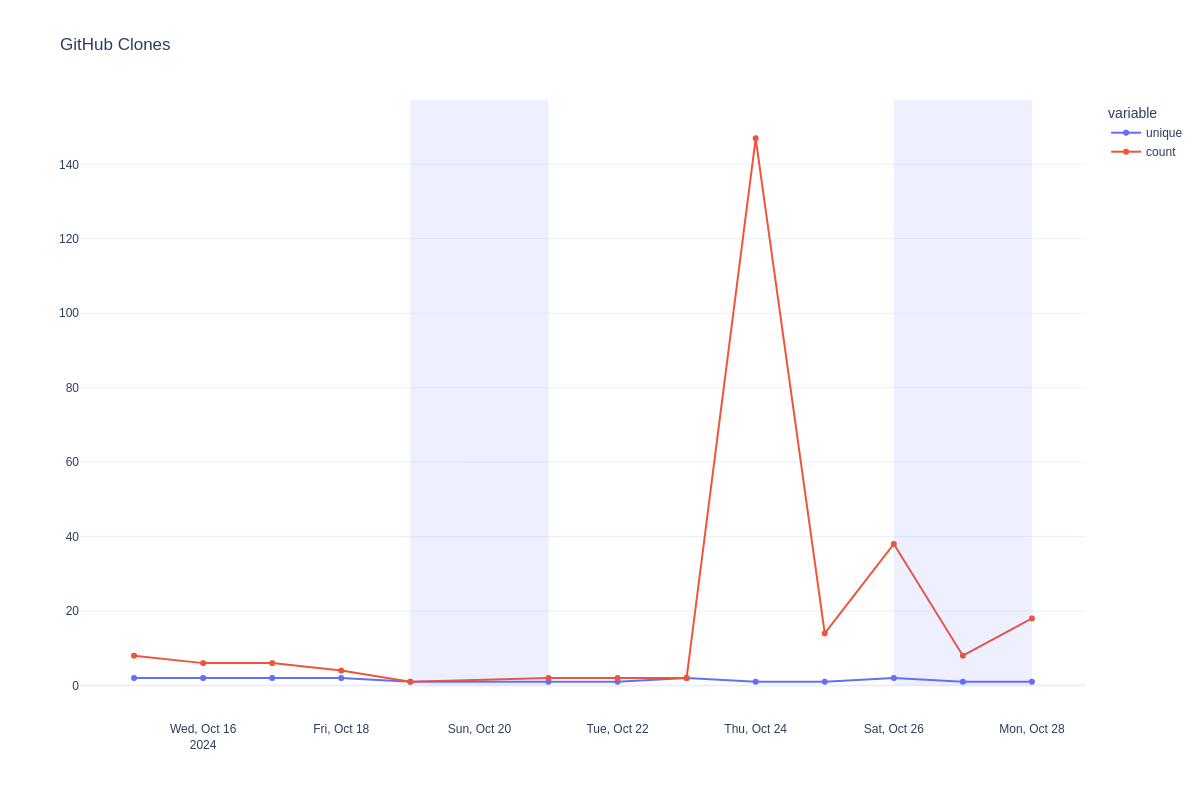 GitHub Clones
variable
unique
count
140
120
100
80
60
40
20
0
Wed, Oct 16
2024
Fri, Oct 18
Sun, Oct 20
Tue, Oct 22
Thu, Oct 24
Sat, Oct 26
Mon, Oct 28